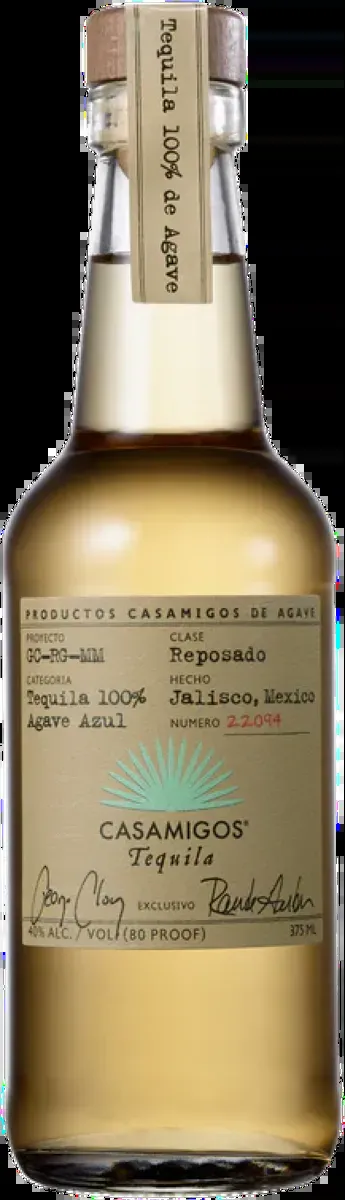 Tequila 100% de Agave
PRODUCTOS CASAMIGOS DE AGAVE
PROYECTO CLASE
GC-RG-MM Reposado
CATEGORIA HECHO
Tequila 100% Jalisco, Mexico
Agave Azul NUMERO 22094
CASAMIGOS®
Tequila
EXCLUSIVO
40% ALC. / VOL. (80 PROOF) 375 ML